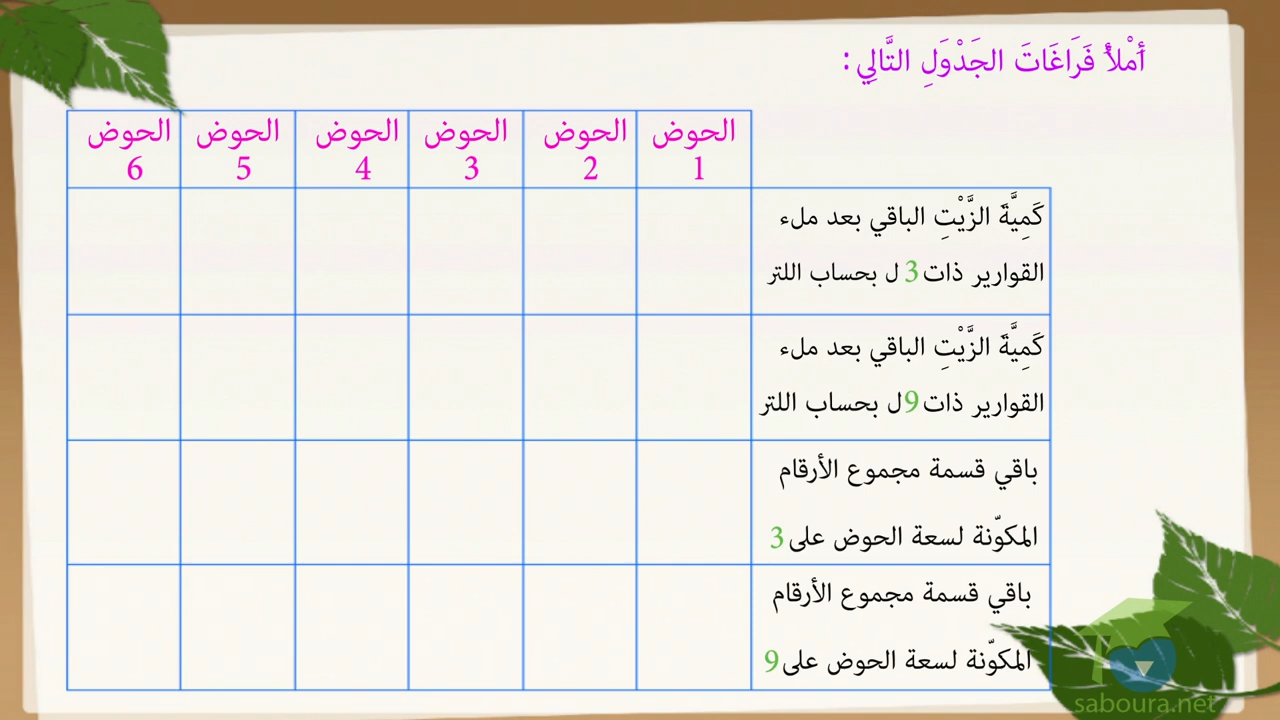 أَمْلَأُ فَرَاغَاتَ الجَدْوَلِ التَّالِي:
الحوض 1
الحوض 2
الحوض 3
الحوض 4
الحوض 5
الحوض 6
كَمِيَّةَ الزَّيْتِ الباقي بعد ملء
القوارير ذات 3 ل بحساب اللتر
كَمِيَّةَ الزَّيْتِ الباقي بعد ملء
القوارير ذات 9 ل بحساب اللتر
باقي قسمة مجموع الأرقام
المكوّنة لسعة الحوض على 3
باقي قسمة مجموع الأرقام
المكوّنة لسعة الحوض على 9
saboura.net